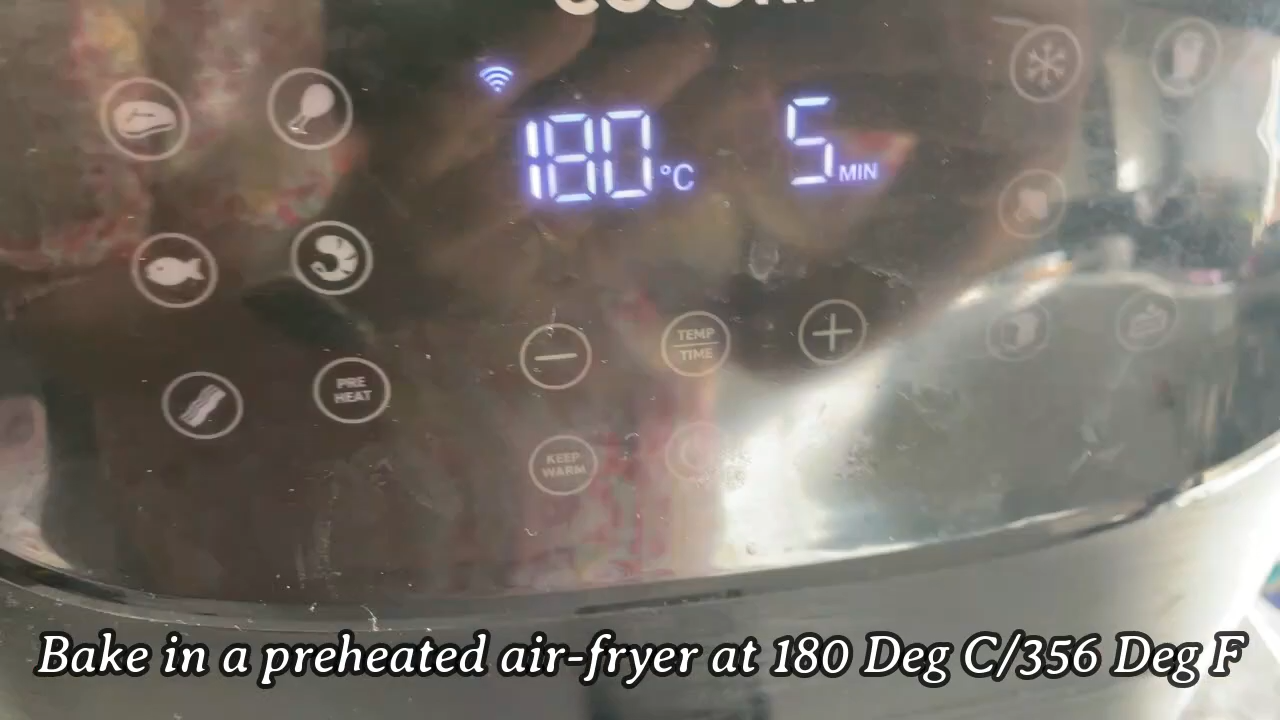 180 °C
5 MIN
TEMP
TIME
PRE
HEAT
KEEP
WARM
Bake in a preheated air-fryer at 180 Deg C/356 Deg F